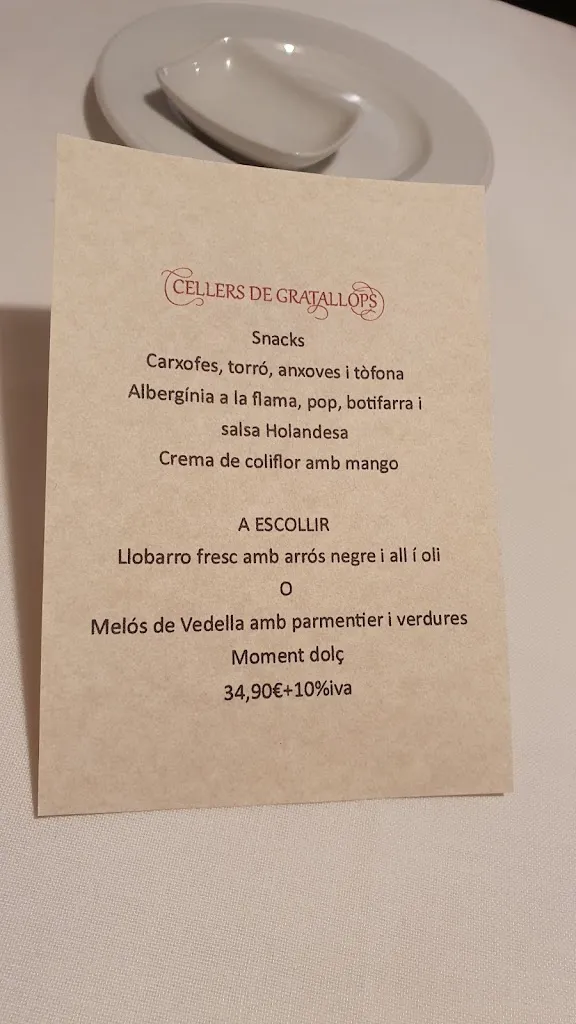 CELLERS DE GRATALLOPS
Snacks
Carxofes, torró, anxoves i tòfona
Albergínia a la flama, pop, botifarra i
salsa Holandesa
Crema de coliflor amb mango
A ESCOLLIR
Llobarro fresc amb arrós negre i all í oli
O
Melós de Vedella amb parmentier i verdures
Moment dolç
34,90€+10%iva